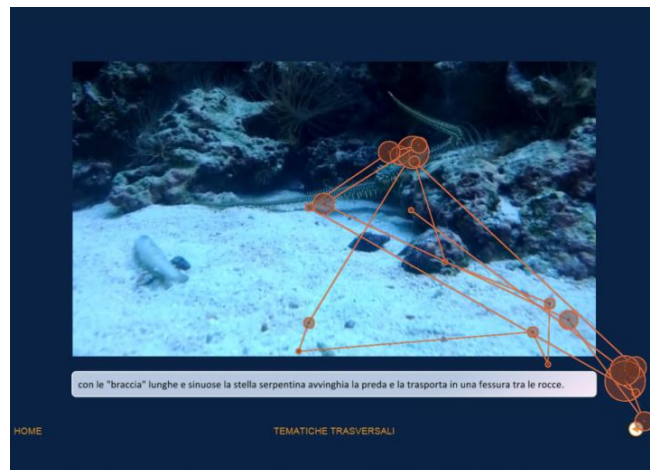 con le "braccia" lunghe e sinuose la stella serpentina avvinghia la preda e la trasporta in una fessura tra le rocce.
HOME
TEMATICHE TRASVERSALI